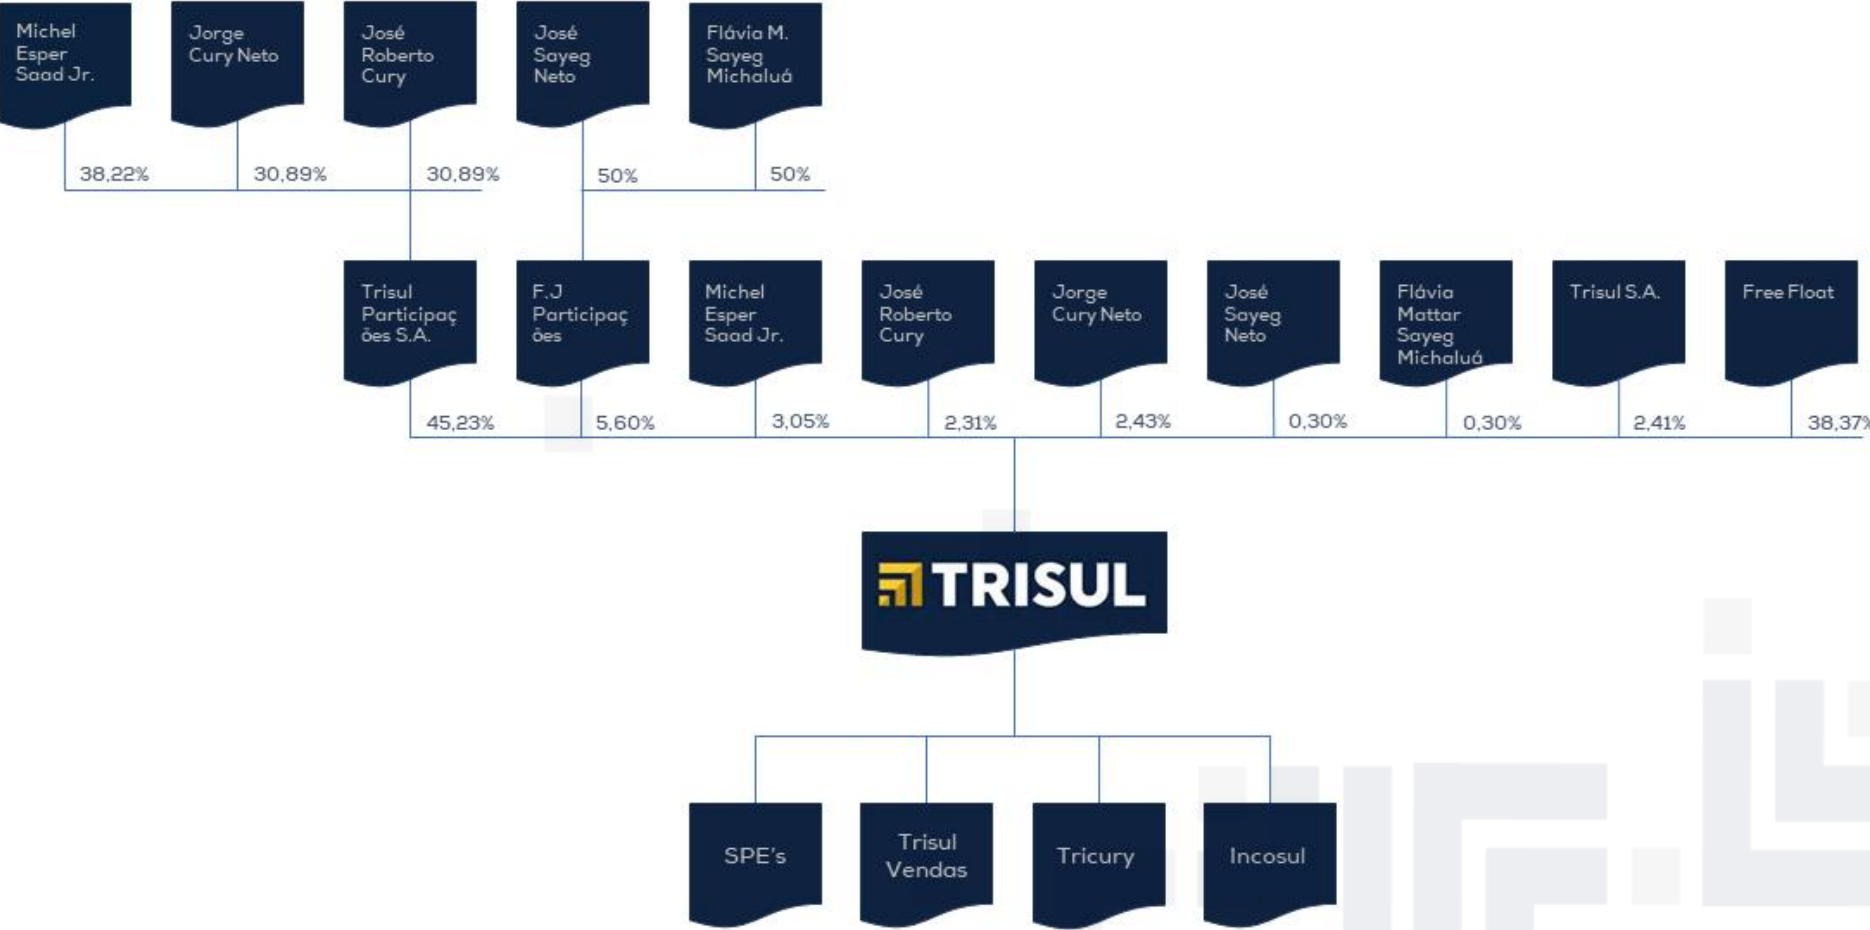 Michel
Esper
Saad Jr.
Jorge
Cury Neto
José
Roberto
Cury
José
Sayeg
Neto
Flávia M.
Sayeg
Michaluá
38,22%
30,89%
30,89%
50%
50%
Trisul
Participaç
ões S.A.
F.J
Participaç
ões
Michel
Esper
Saad Jr.
José
Roberto
Cury
Jorge
Cury Neto
José
Sayeg
Neto
Flávia
Mattar
Sayeg
Michaluá
Trisul S.A.
Free Float
45,23%
5,60%
3,05%
2,31%
2,43%
0,30%
0,30%
2,41%
38,37%
TRISUL
SPE's
Trisul
Vendas
Tricury
Incosul